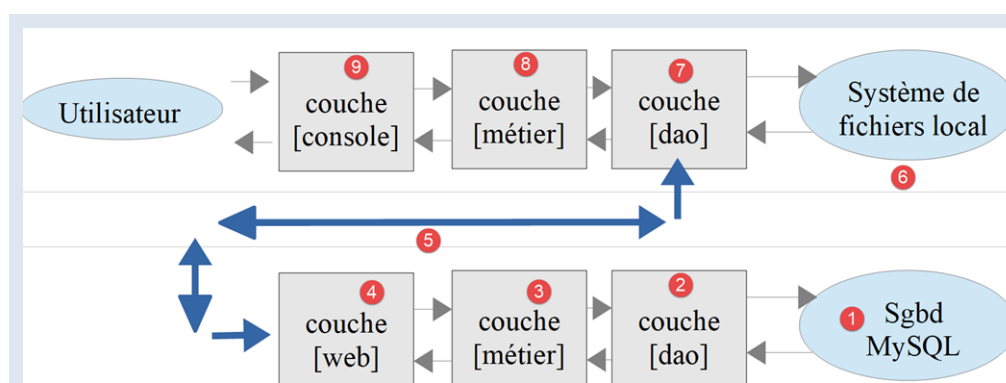 Utilisateur
9
couche
[console]
8
couche
[métier]
7
couche
[dao]
Système de
fichiers local
6
5
4
couche
[web]
3
couche
[métier]
2
couche
[dao]
1
Sgbd
MySQL